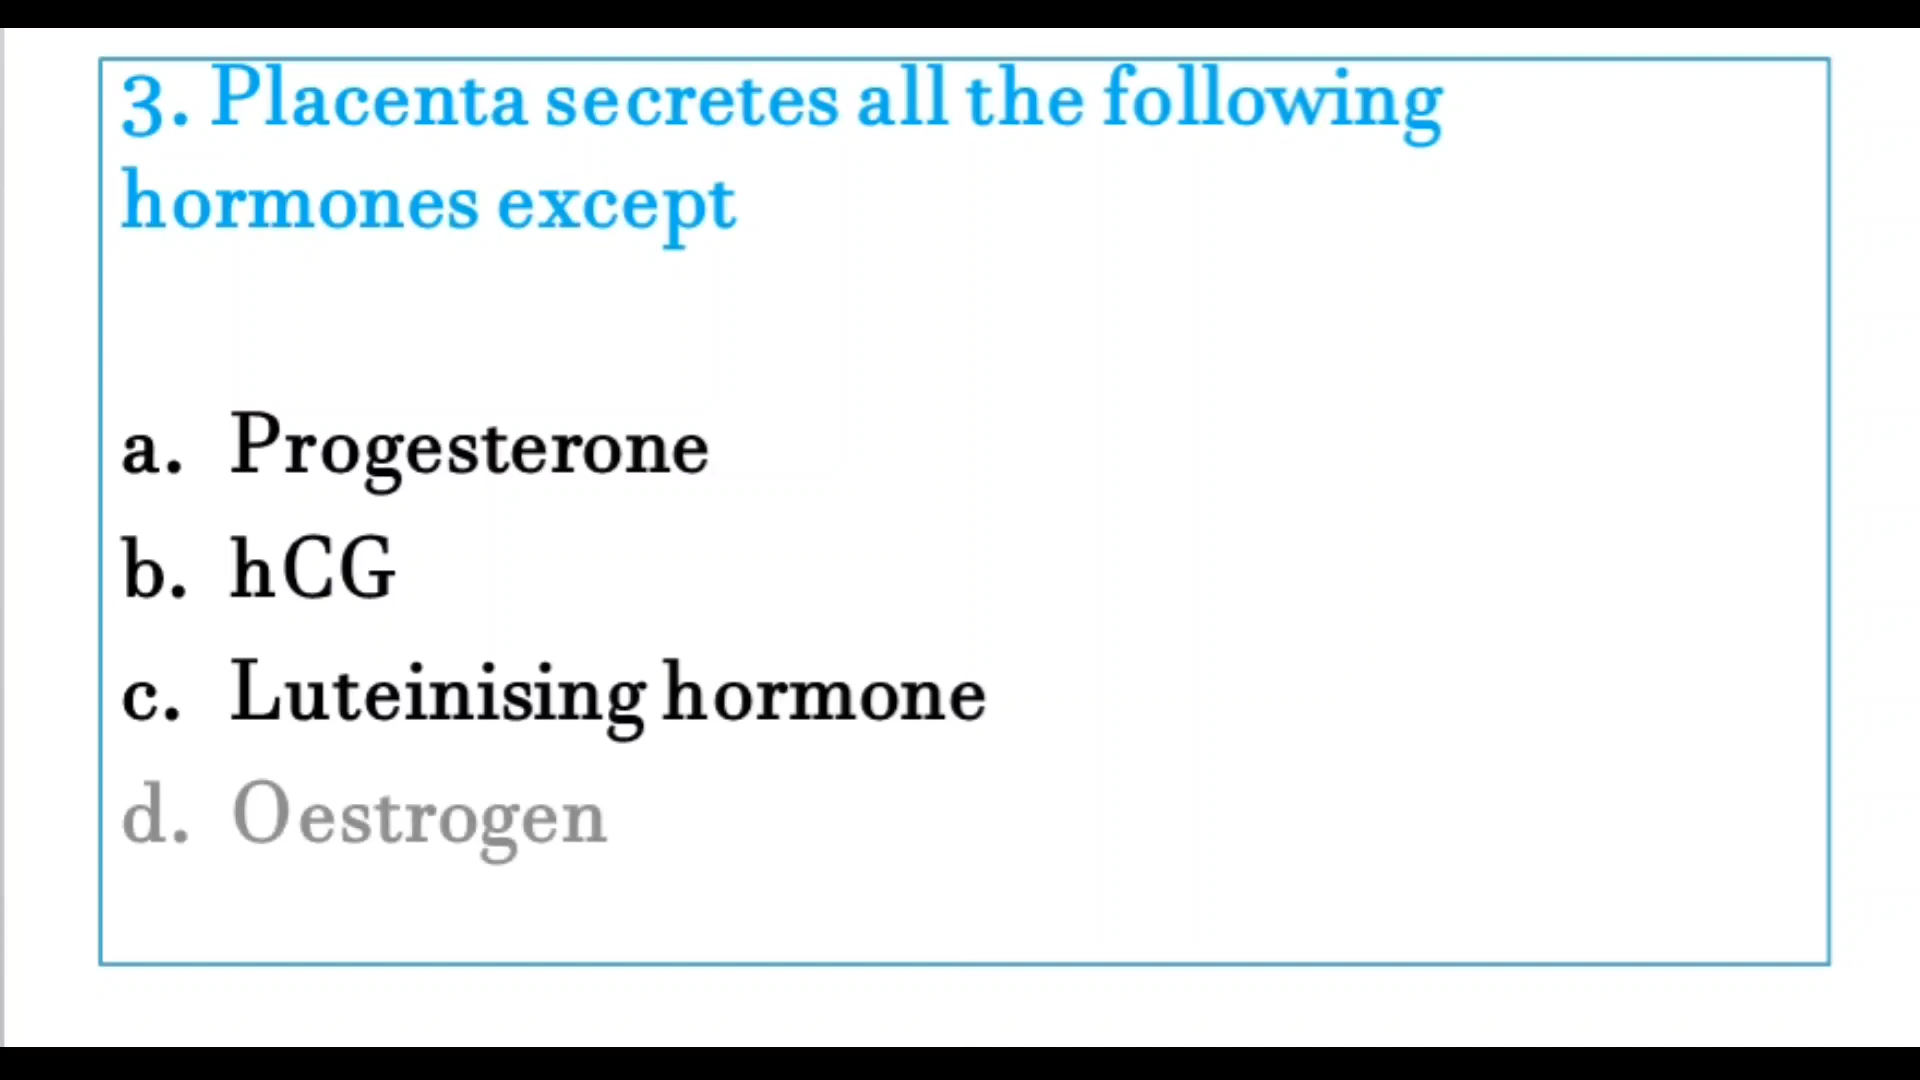 3. Placenta secretes all the following
hormones except
a. Progesterone
b. hCG
c. Luteinising hormone
d. Oestrogen